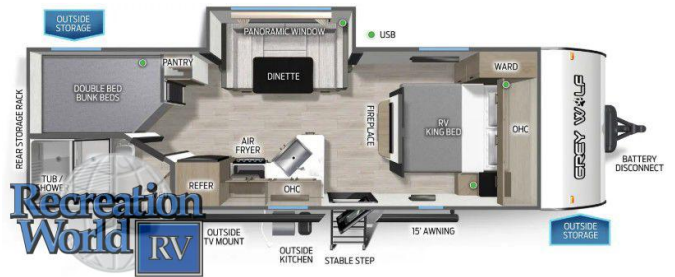 OUTSIDE
STORAGE
PANORAMIC WINDOW
USB
PANTRY
DINETTE
WARD
DOUBLE BED
BUNK BEDS
REAR STORAGE RACK
FIREPLACE
RV
KING BED
OHC
GREY WOLF
AIR
FRYER
BATTERY
DISCONNECT
TUB /
SHOWER
REFER
OHC
Recreation
World
RV
OUTSIDE
TV MOUNT
OUTSIDE
KITCHEN
STABLE STEP
15' AWNING
OUTSIDE
STORAGE